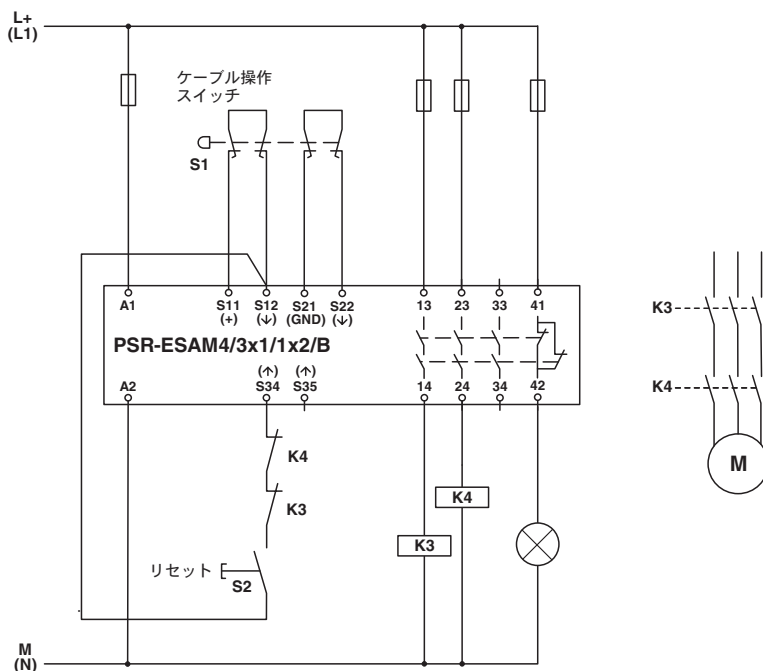 L+
(L1)
ケーブル操作
スイッチ
S1
A1
S11
(+)
S12
(↓)
S21
(GND)
S22
(↓)
13
23
33
41
PSR-ESAM4/3x1/1x2/B
A2
(↑)
S34
(↑)
S35
14
24
34
42
K4
K3
リセット
S2
K4
K3
M
(N)
K3
K4
M